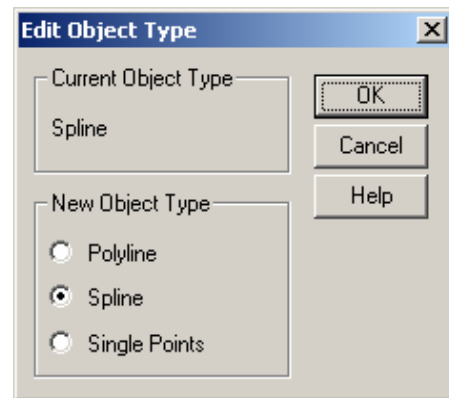 Edit Object Type
Current Object Type
Spline
OK
Cancel
Help
New Object Type
Polyline
Spline
Single Points